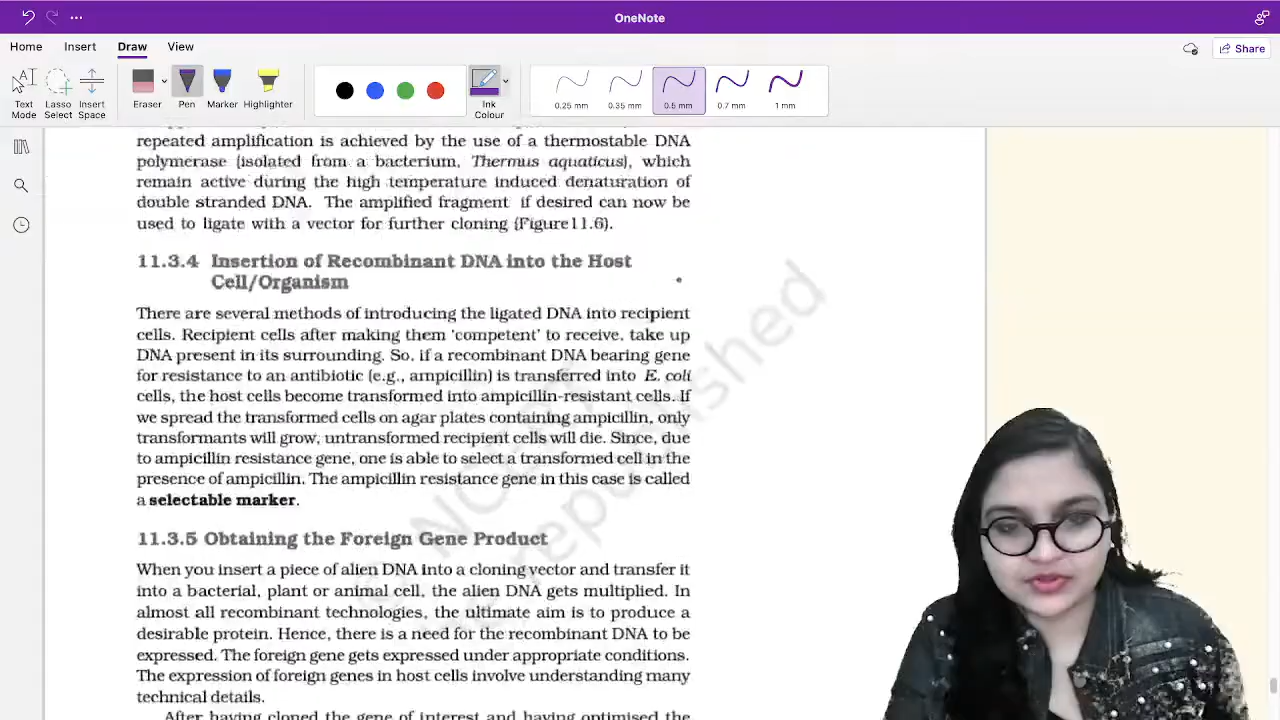 OneNote
Home Insert Draw View
Share
Text Mode
Lasso Select
Insert Space
Eraser
Pen
Marker
Highlighter
Ink Colour
0.25 mm
0.35 mm
0.5 mm
0.7 mm
1 mm
repeated amplification is achieved by the use of a thermostable DNA
polymerase (isolated from a bacterium, Thermus aquaticus), which
remain active during the high temperature induced denaturation of
double stranded DNA. The amplified fragment if desired can now be
used to ligate with a vector for further cloning (Figure11.6).
11.3.4 Insertion of Recombinant DNA into the Host
Cell/Organism
There are several methods of introducing the ligated DNA into recipient
cells. Recipient cells after making them 'competent' to receive, take up
DNA present in its surrounding. So, if a recombinant DNA bearing gene
for resistance to an antibiotic (e.g., ampicillin) is transferred into E. coli
cells, the host cells become transformed into ampicillin-resistant cells. If
we spread the transformed cells on agar plates containing ampicillin, only
transformants will grow, untransformed recipient cells will die. Since, due
to ampicillin resistance gene, one is able to select a transformed cell in the
presence of ampicillin. The ampicillin resistance gene in this case is called
a selectable marker.
11.3.5 Obtaining the Foreign Gene Product
When you insert a piece of alien DNA into a cloning vector and transfer it
into a bacterial, plant or animal cell, the alien DNA gets multiplied. In
almost all recombinant technologies, the ultimate aim is to produce a
desirable protein. Hence, there is a need for the recombinant DNA to be
expressed. The foreign gene gets expressed under appropriate conditions.
The expression of foreign genes in host cells involve understanding many
technical details.
After having cloned the gene of interest and having optimised the
© NCERT
republished